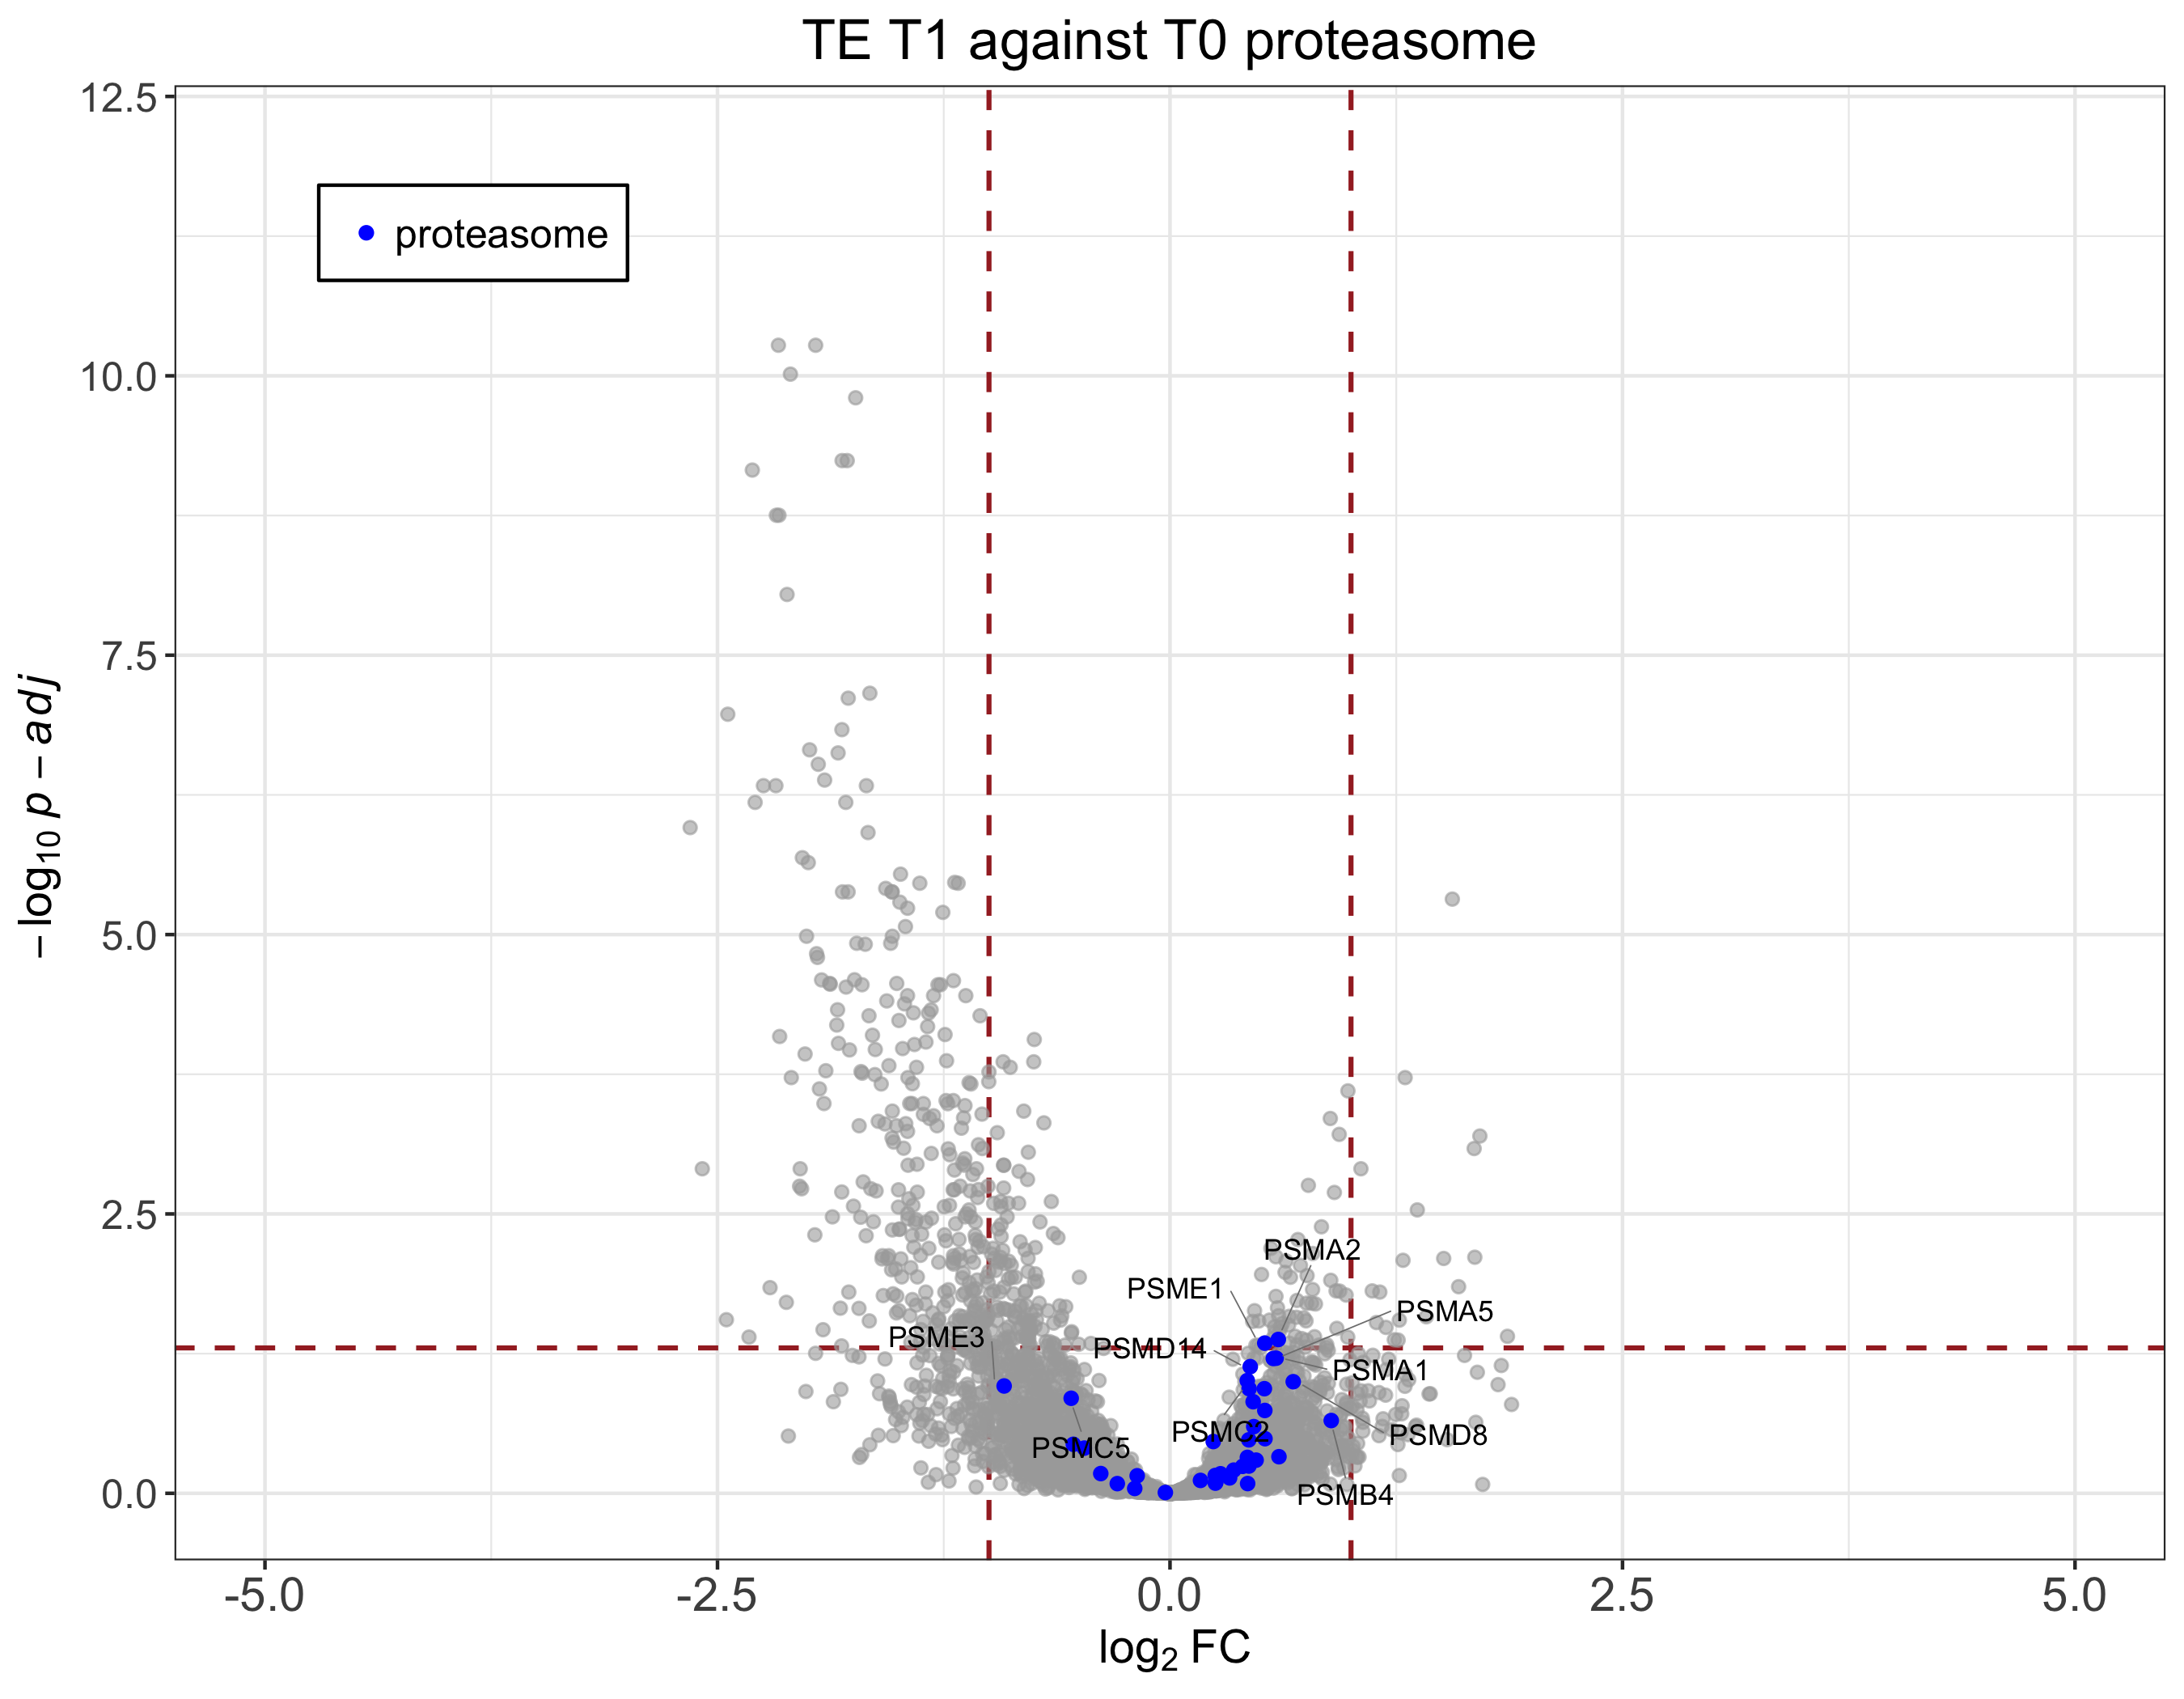 TE T1 against T0 proteasome
12.5
proteasome
10.0
7.5
5.0
2.5
0.0
−log10 p − adj
PSMA2
PSME1
PSMA5
PSME3
PSMD14
PSMA1
PSMC2
PSMD8
PSMC5
PSMB4
-5.0
-2.5
0.0
2.5
5.0
log2 FC